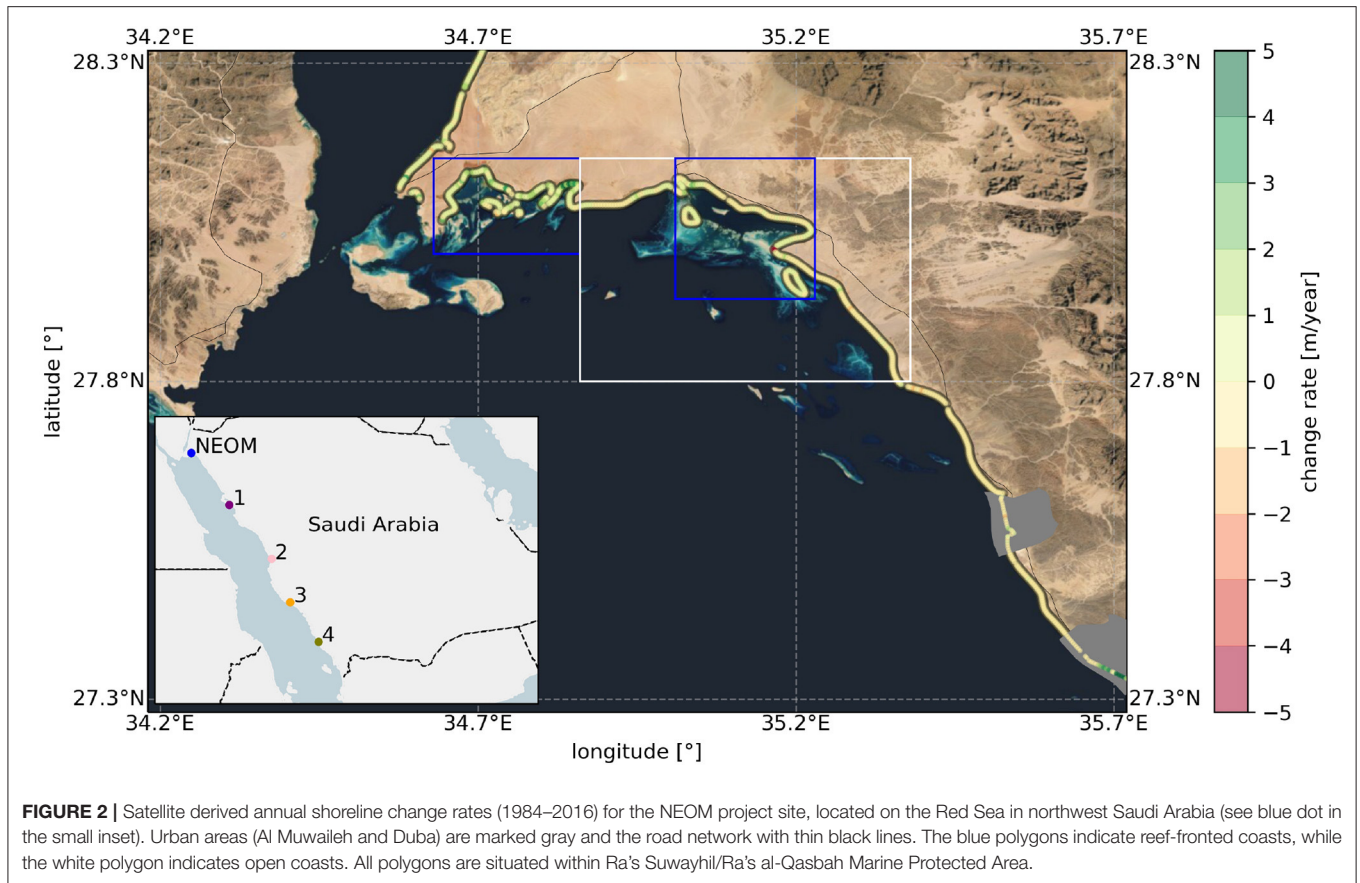 34.2°E 34.7°E 35.2°E 35.7°E
28.3°N 28.3°N
27.8°N 27.8°N
27.3°N 27.3°N
34.2°E 34.7°E 35.2°E 35.7°E
latitude [°]
longitude [°]
NEOM
1
Saudi Arabia
2
3
4
5
4
3
2
1
0
−1
−2
−3
−4
−5
change rate [m/year]
FIGURE 2 | Satellite derived annual shoreline change rates (1984–2016) for the NEOM project site, located on the Red Sea in northwest Saudi Arabia (see blue dot in
the small inset). Urban areas (Al Muwaileh and Duba) are marked gray and the road network with thin black lines. The blue polygons indicate reef-fronted coasts, while
the white polygon indicates open coasts. All polygons are situated within Ra's Suwayhil/Ra's al-Qasbah Marine Protected Area.